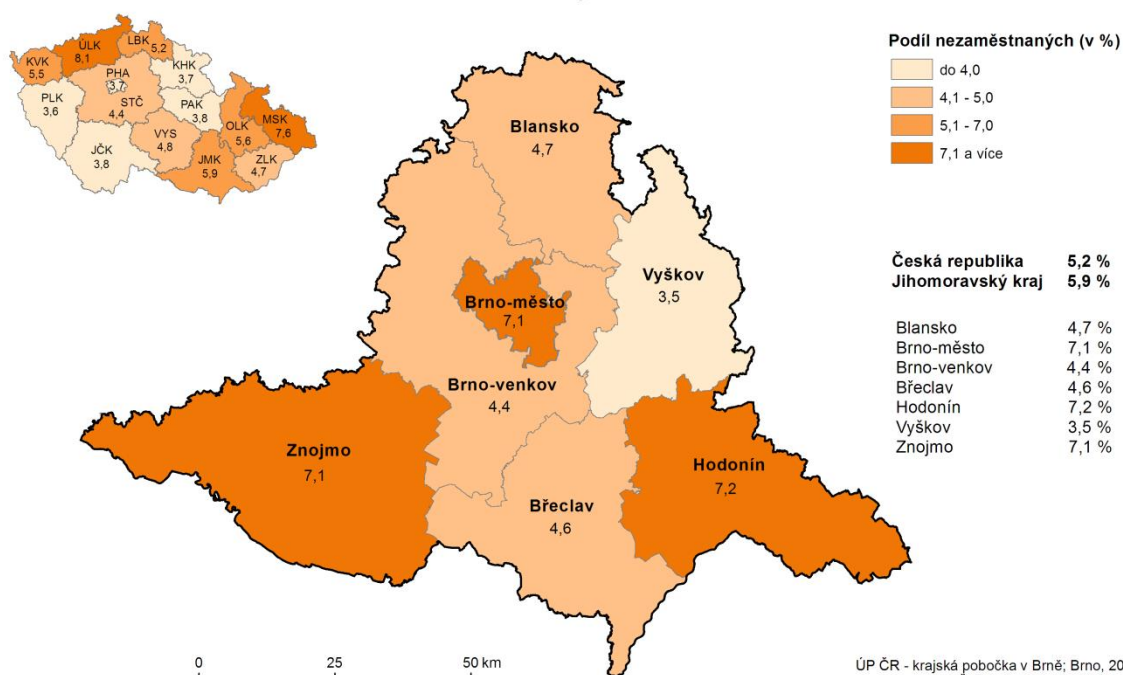 ÚLK
8,1
LBK
5,2
KVK
5,5
KHK
3,7
PHA
3,7
PLK
3,6
STČ
4,4
PAK
3,8
MSK
7,6
OLK
5,6
VYS
4,8
JČK
3,8
JMK
5,9
ZLK
4,7
Podíl nezaměstnaných (v %)
do 4,0
4,1 - 5,0
5,1 - 7,0
7,1 a více
Blansko
4,7
Vyškov
3,5
Brno-město
7,1
Brno-venkov
4,4
Znojmo
7,1
Hodonín
7,2
Břeclav
4,6
Česká republika 5,2 %
Jihomoravský kraj 5,9 %
Blansko 4,7 %
Brno-město 7,1 %
Brno-venkov 4,4 %
Břeclav 4,6 %
Hodonín 7,2 %
Vyškov 3,5 %
Znojmo 7,1 %
0 25 50 km
ÚP ČR - krajská pobočka v Brně; Brno, 20